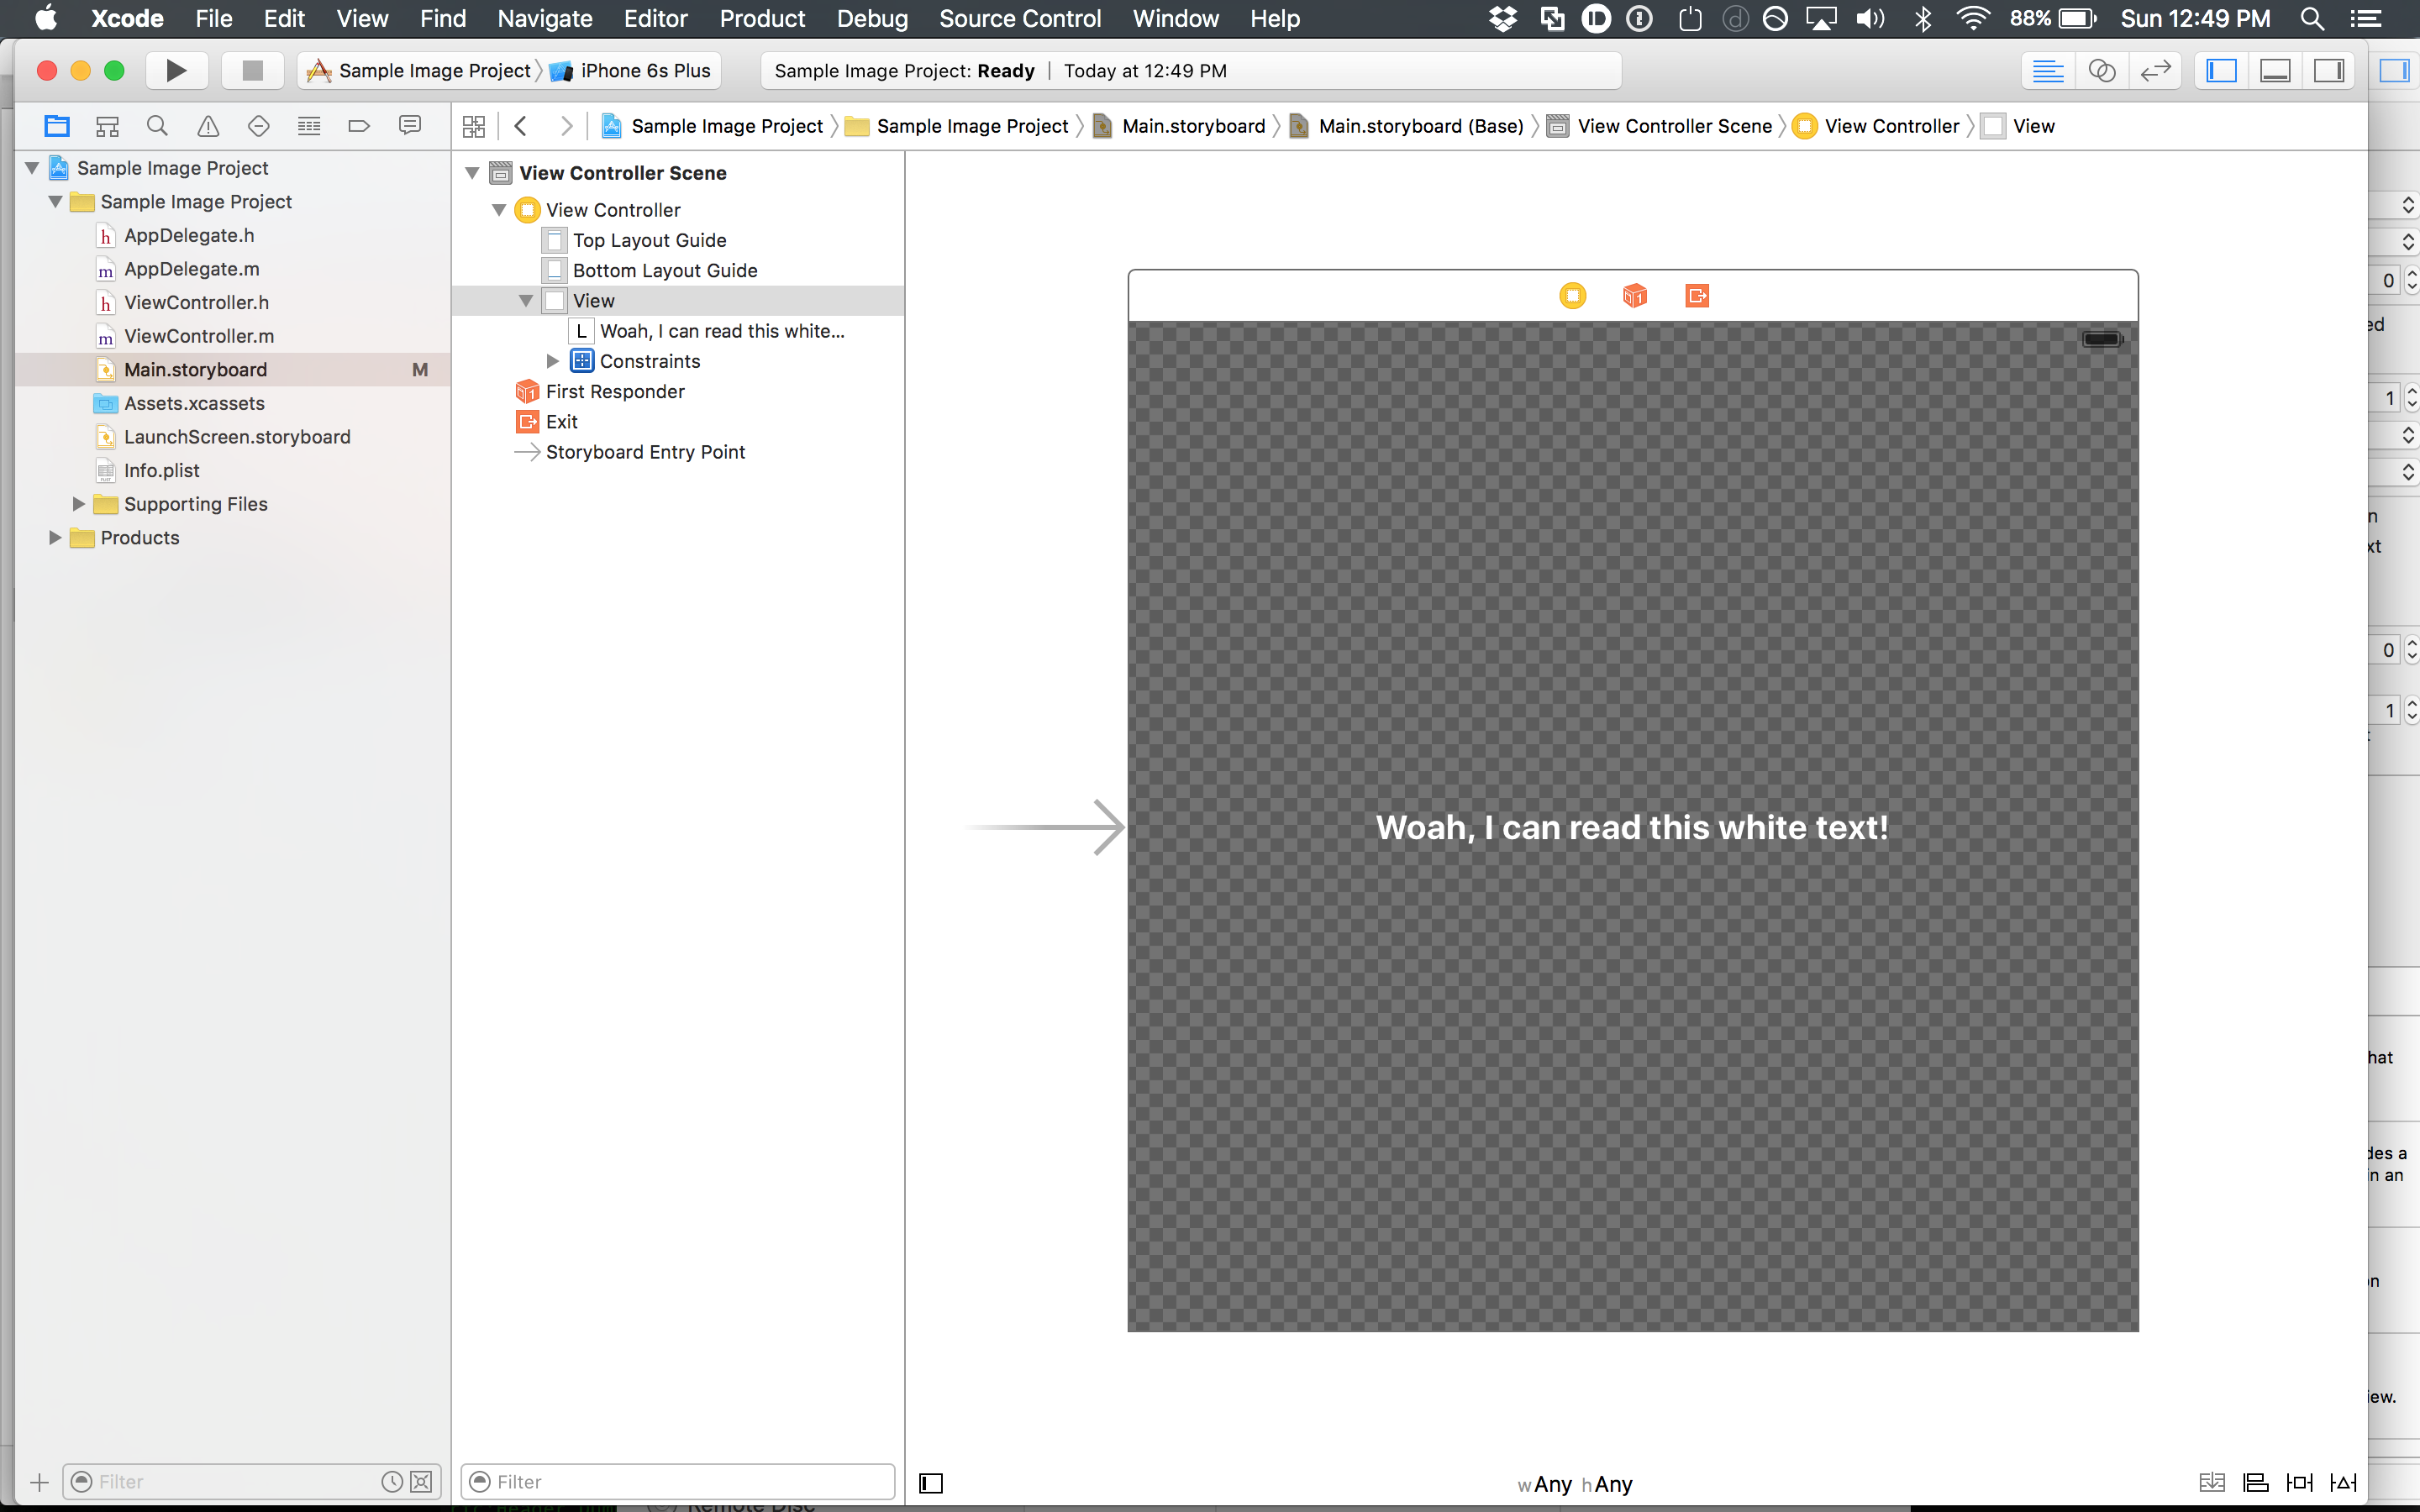 Xcode File Edit View Find Navigate Editor Product Debug Source Control Window Help 88% Sun 12:49 PM
Sample Image Project iPhone 6s Plus Sample Image Project: Ready | Today at 12:49 PM
Sample Image Project Sample Image Project Main.storyboard Main.storyboard (Base) View Controller Scene View Controller View
Sample Image Project
Sample Image Project
h AppDelegate.h
m AppDelegate.m
h ViewController.h
m ViewController.m
Main.storyboard M
Assets.xcassets
LaunchScreen.storyboard
Info.plist
Supporting Files
Products
Filter
View Controller Scene
View Controller
Top Layout Guide
Bottom Layout Guide
View
L Woah, I can read this white...
Constraints
First Responder
Exit
Storyboard Entry Point
Filter
Woah, I can read this white text!
wAny hAny
0
ed
1
n
xt
0
1
hat
des a
in an
on
iew.